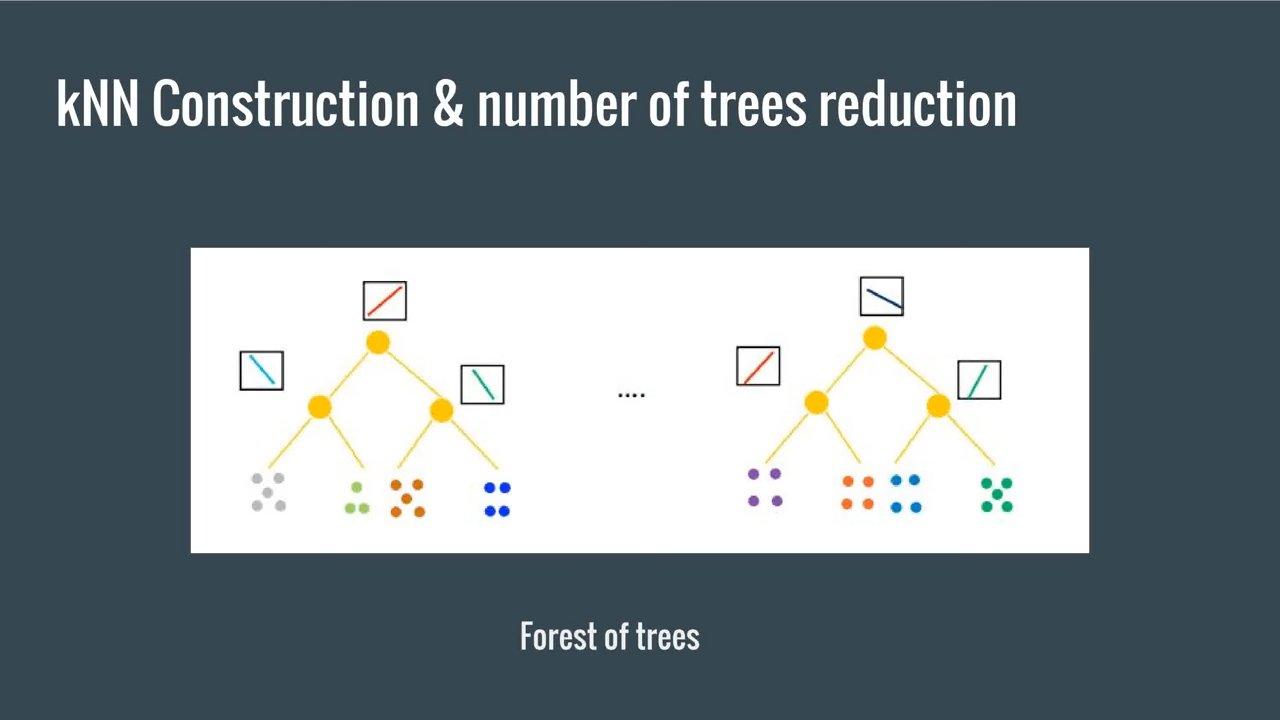 kNN Construction & number of trees reduction
....
Forest of trees